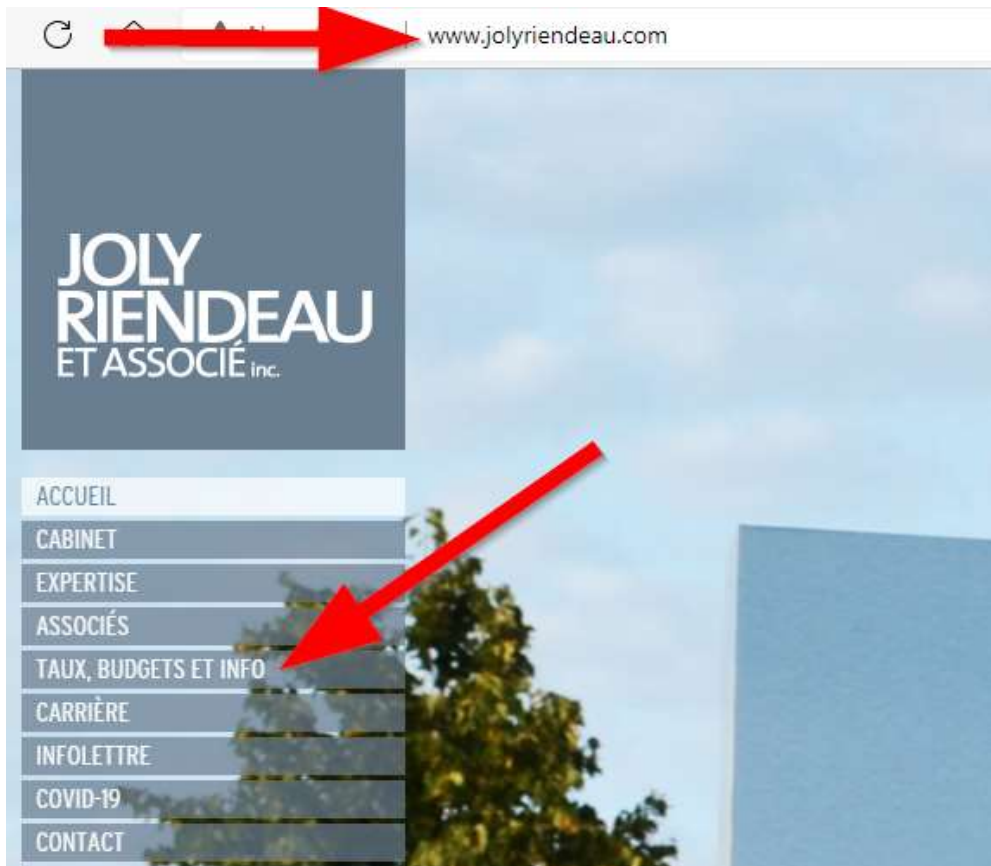 www.jolyriendeau.com
JOLY
RIENDEAU
ET ASSOCIÉ inc.
ACCUEIL
CABINET
EXPERTISE
ASSOCIÉS
TAUX, BUDGETS ET INFO
CARRIÈRE
INFOLETTRE
COVID-19
CONTACT